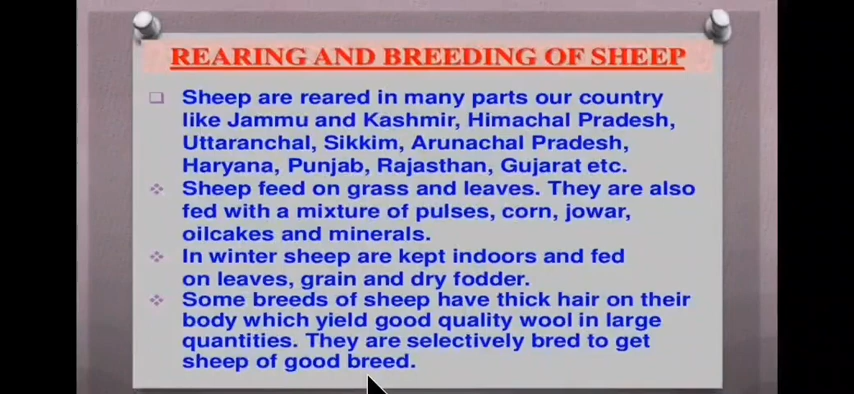 REARING AND BREEDING OF SHEEP
Sheep are reared in many parts our country
like Jammu and Kashmir, Himachal Pradesh,
Uttaranchal, Sikkim, Arunachal Pradesh,
Haryana, Punjab, Rajasthan, Gujarat etc.
Sheep feed on grass and leaves. They are also
fed with a mixture of pulses, corn, jowar,
oilcakes and minerals.
In winter sheep are kept indoors and fed
on leaves, grain and dry fodder.
Some breeds of sheep have thick hair on their
body which yield good quality wool in large
quantities. They are selectively bred to get
sheep of good breed.